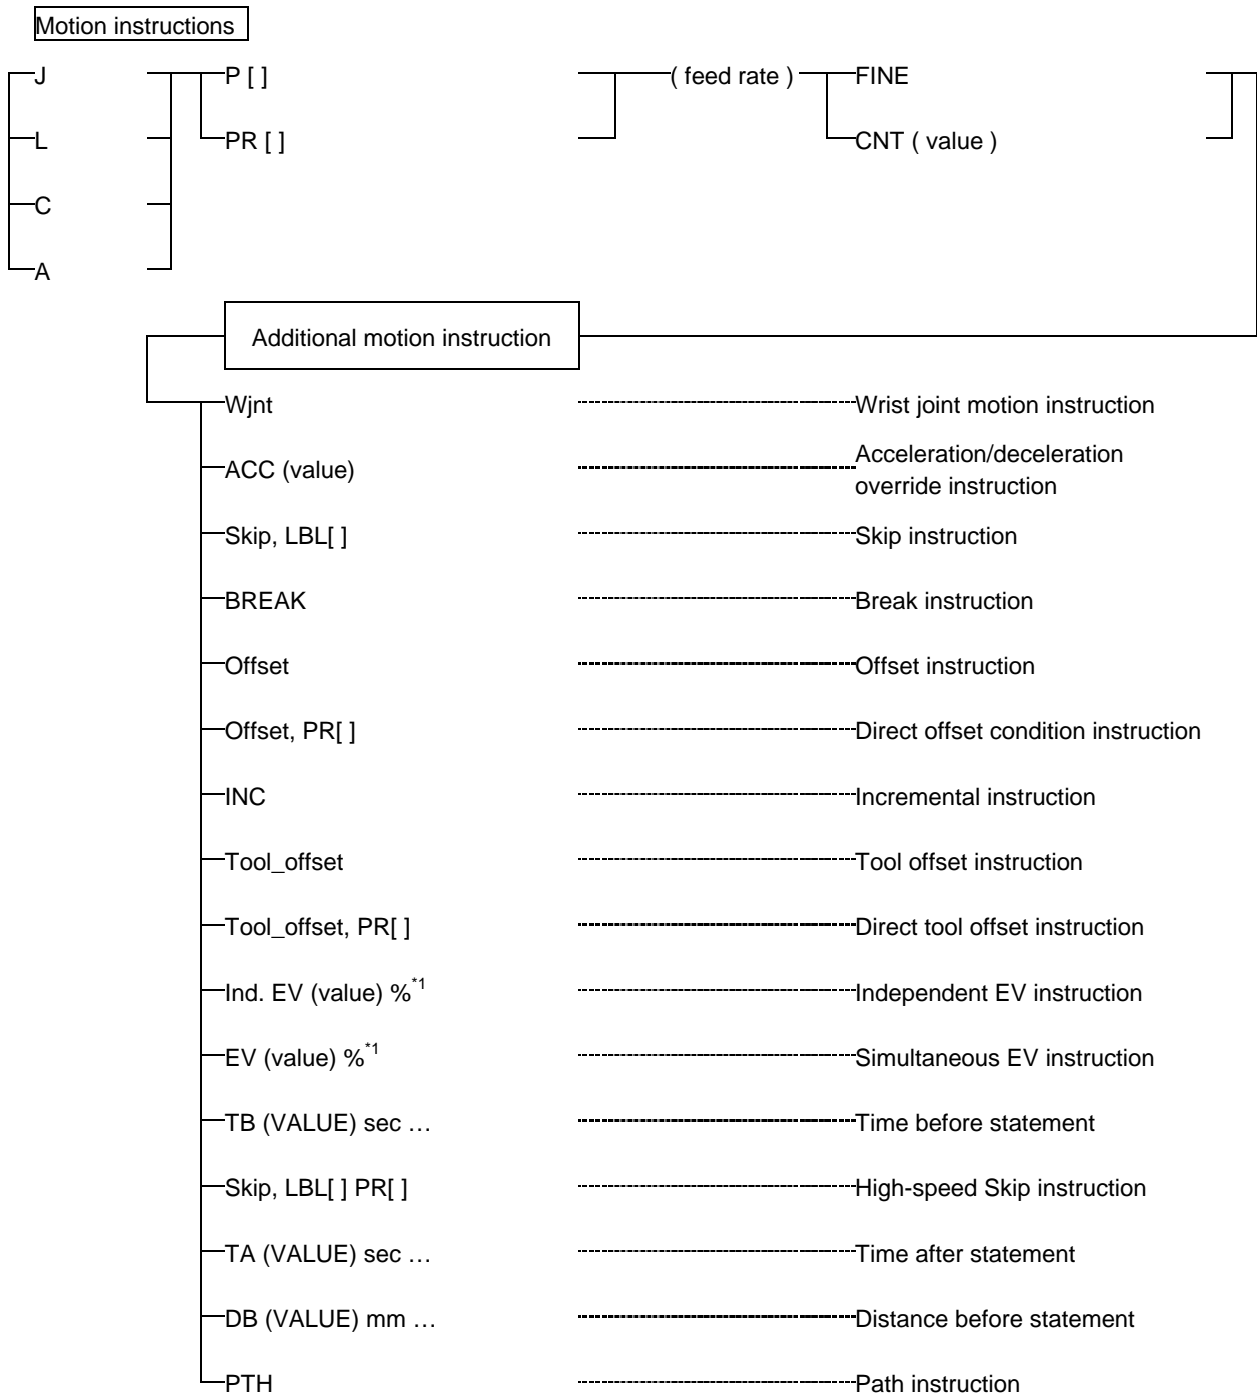 Motion instructions
J P [ ] ( feed rate ) FINE
L PR [ ] CNT ( value )
C
A
Additional motion instruction
Wjnt Wrist joint motion instruction
ACC (value) Acceleration/deceleration
override instruction
Skip, LBL[ ] Skip instruction
BREAK Break instruction
Offset Offset instruction
Offset, PR[ ] Direct offset condition instruction
INC Incremental instruction
Tool_offset Tool offset instruction
Tool_offset, PR[ ] Direct tool offset instruction
Ind. EV (value) %*1 Independent EV instruction
EV (value) %*1 Simultaneous EV instruction
TB (VALUE) sec … Time before statement
Skip, LBL[ ] PR[ ] High-speed Skip instruction
TA (VALUE) sec … Time after statement
DB (VALUE) mm … Distance before statement
PTH Path instruction